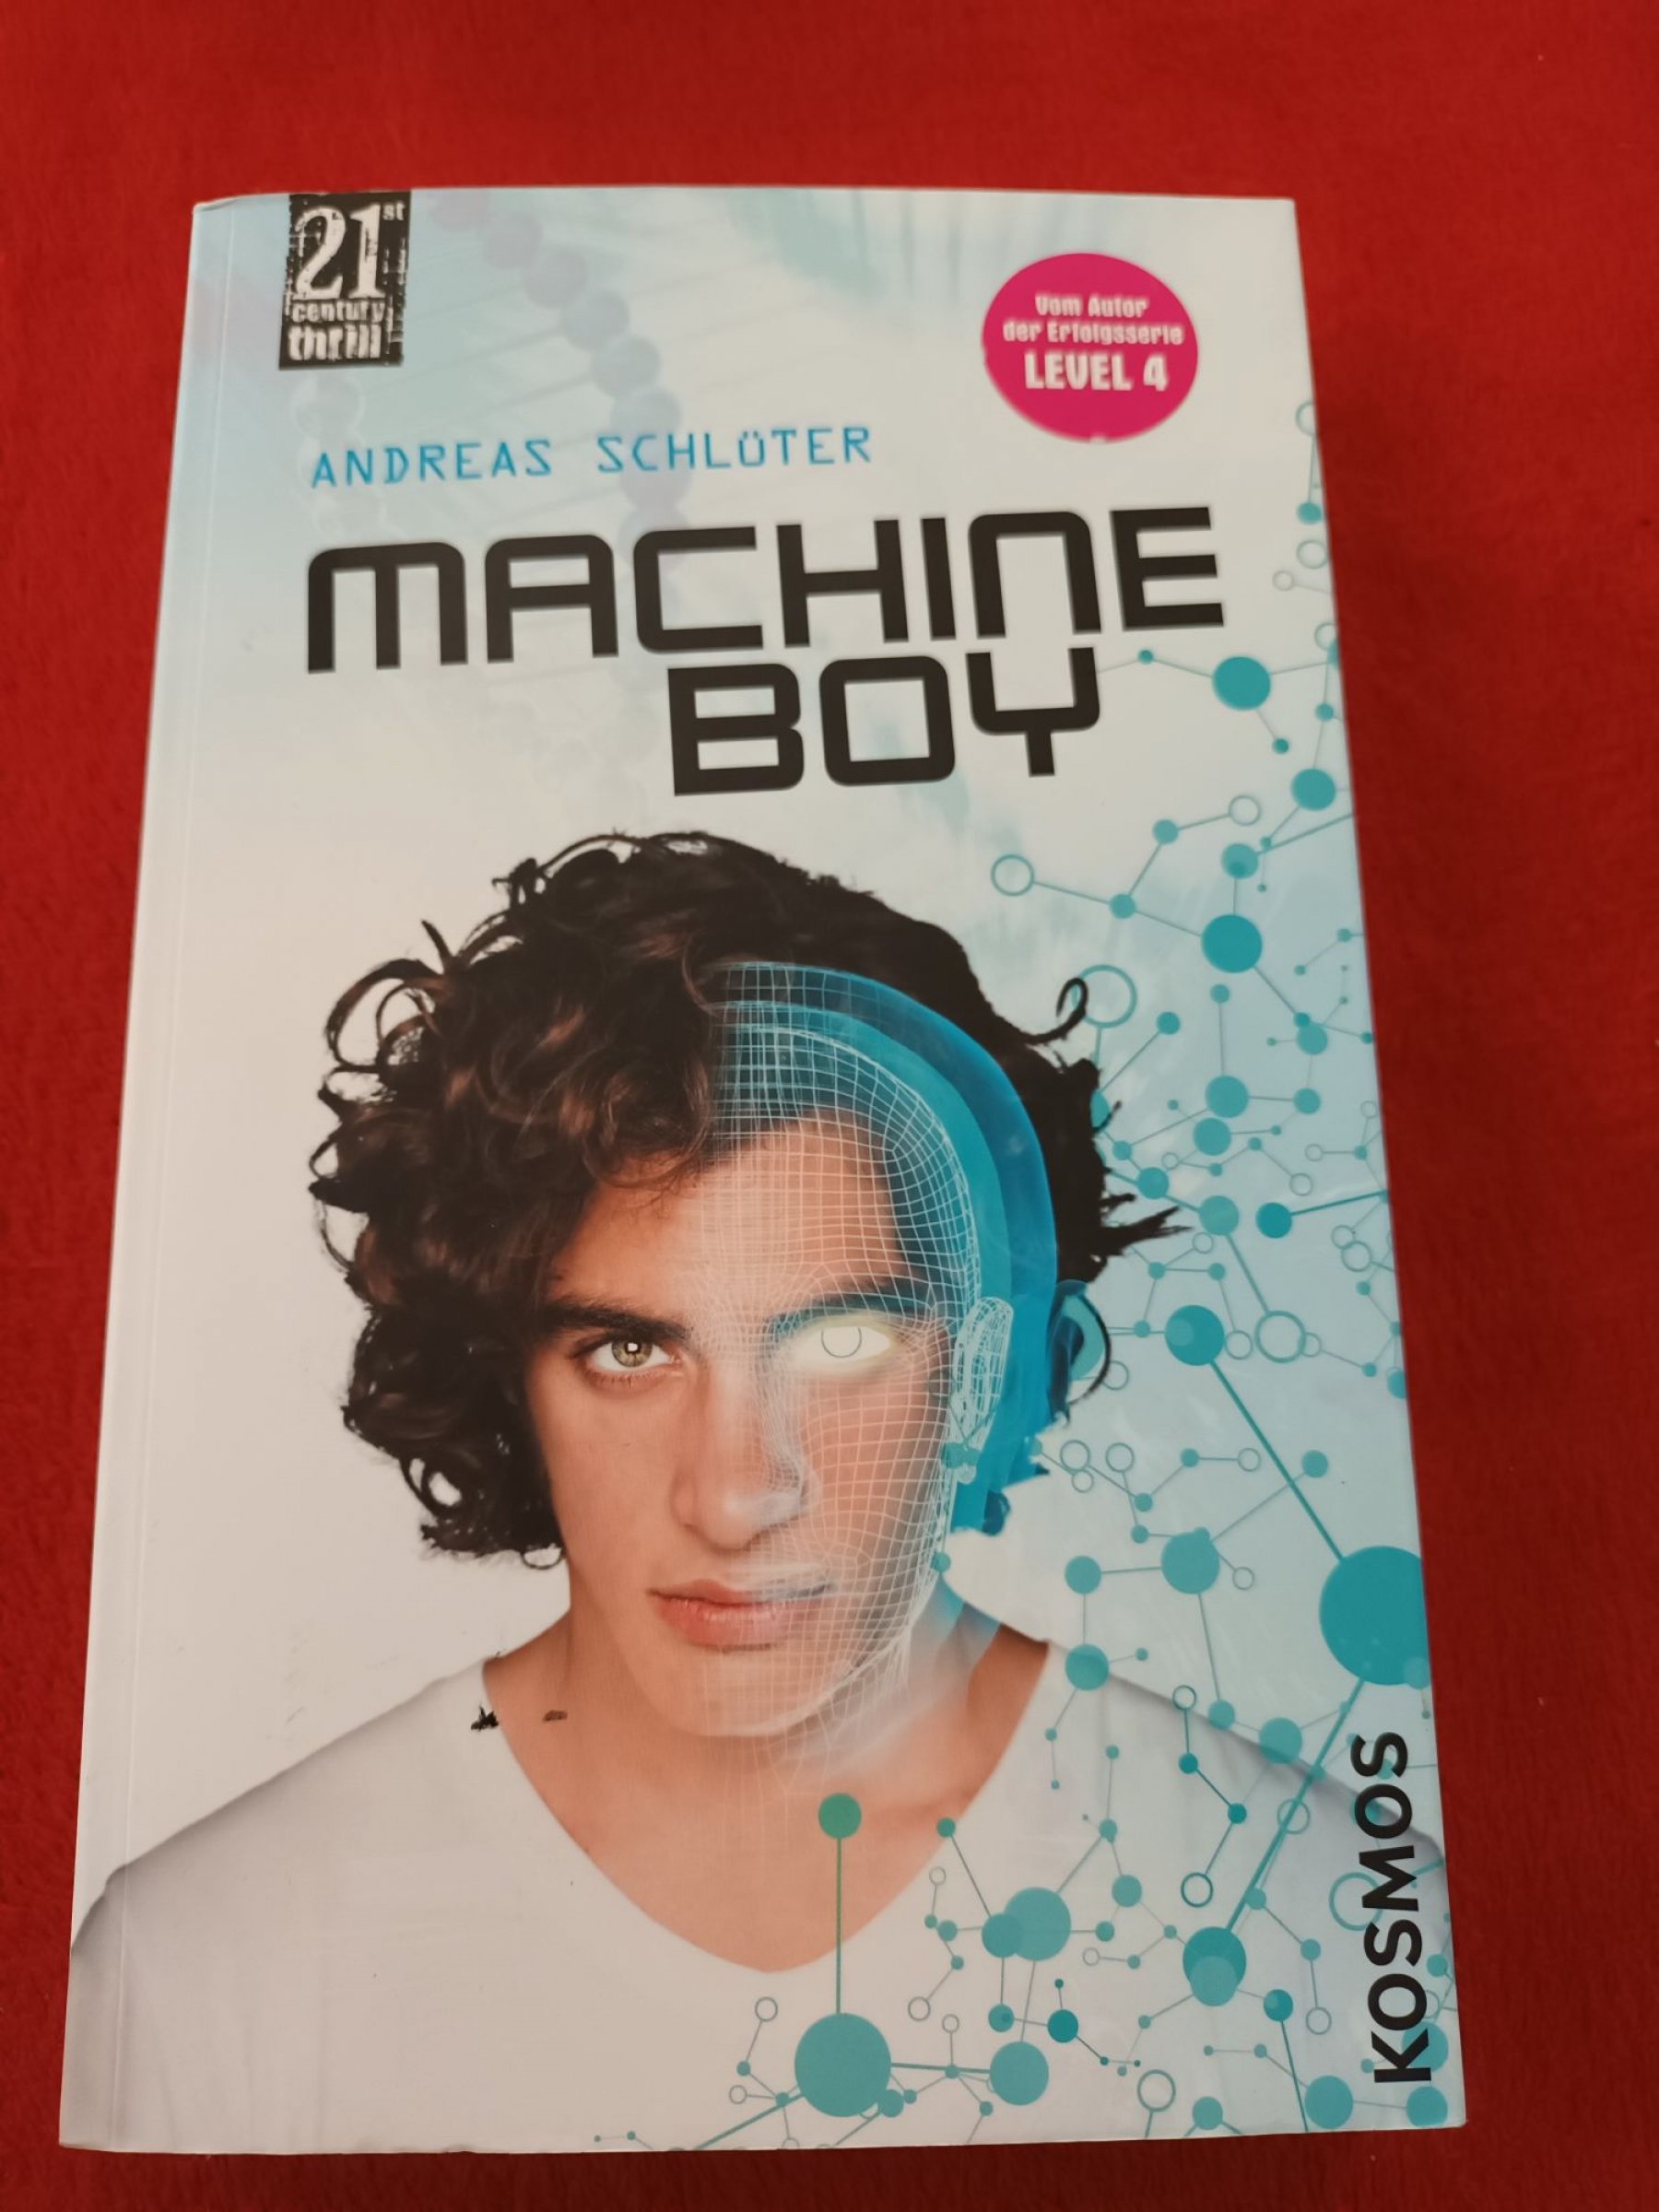 21st
century
thrill
Vom Autor
der Erfolgsserie
LEVEL 4
ANDREAS SCHLÜTER
MACHINE
BOY
KOSMOS